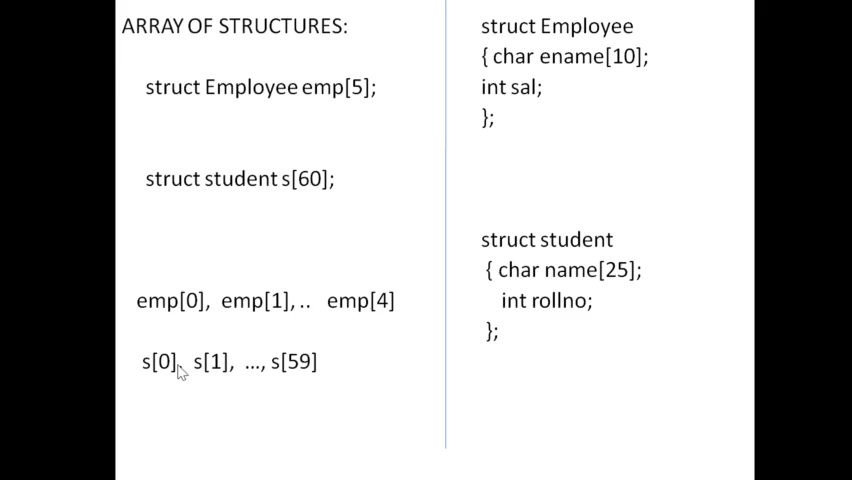 ARRAY OF STRUCTURES:
struct Employee emp[5];
struct student s[60];
emp[0], emp[1], .. emp[4]
s[0], s[1], ..., s[59]
struct Employee
{ char ename[10];
int sal;
};
struct student
{ char name[25];
int rollno;
};